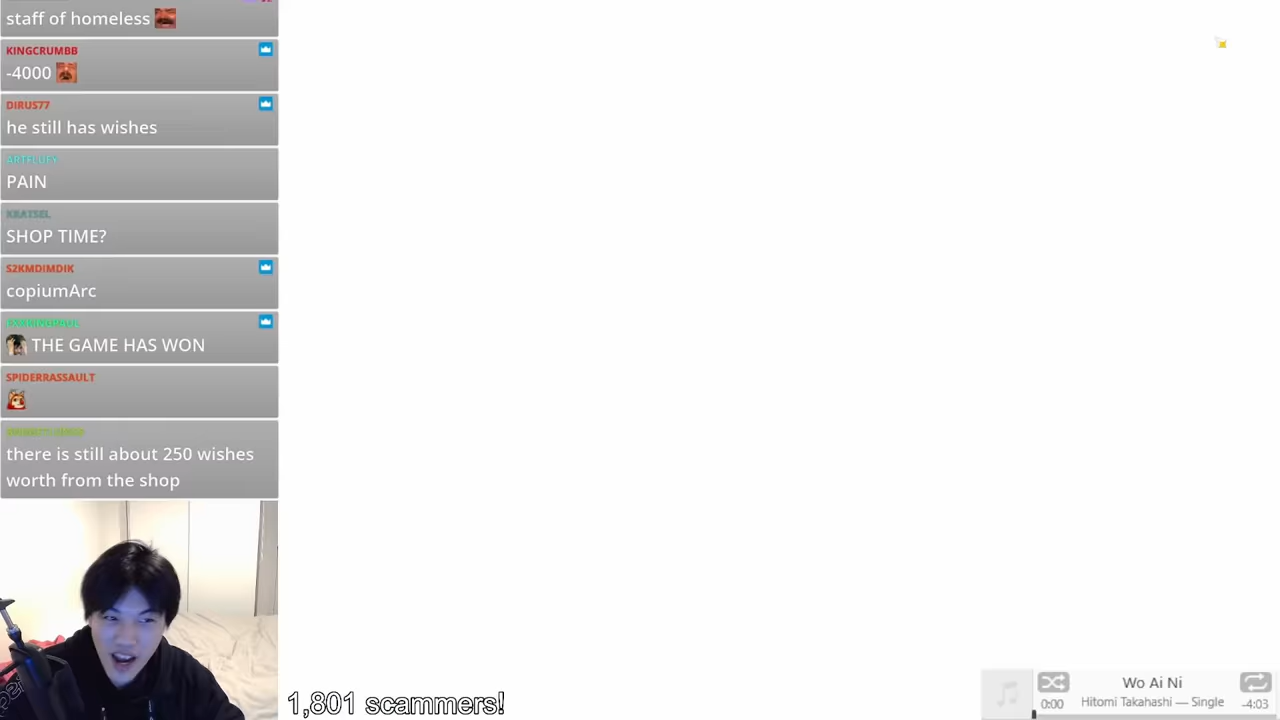 staff of homeless
KINGCRUMBB
-4000
DIRUS77
he still has wishes
ARTFLUFY
PAIN
KRATSEL
SHOP TIME?
S2KMDIMDIK
copiumArc
THE GAME HAS WON
SPIDERRASSAULT
there is still about 250 wishes
worth from the shop
1,801 scammers!
Wo Ai Ni
0:00 Hitomi Takahashi — Single -4:03